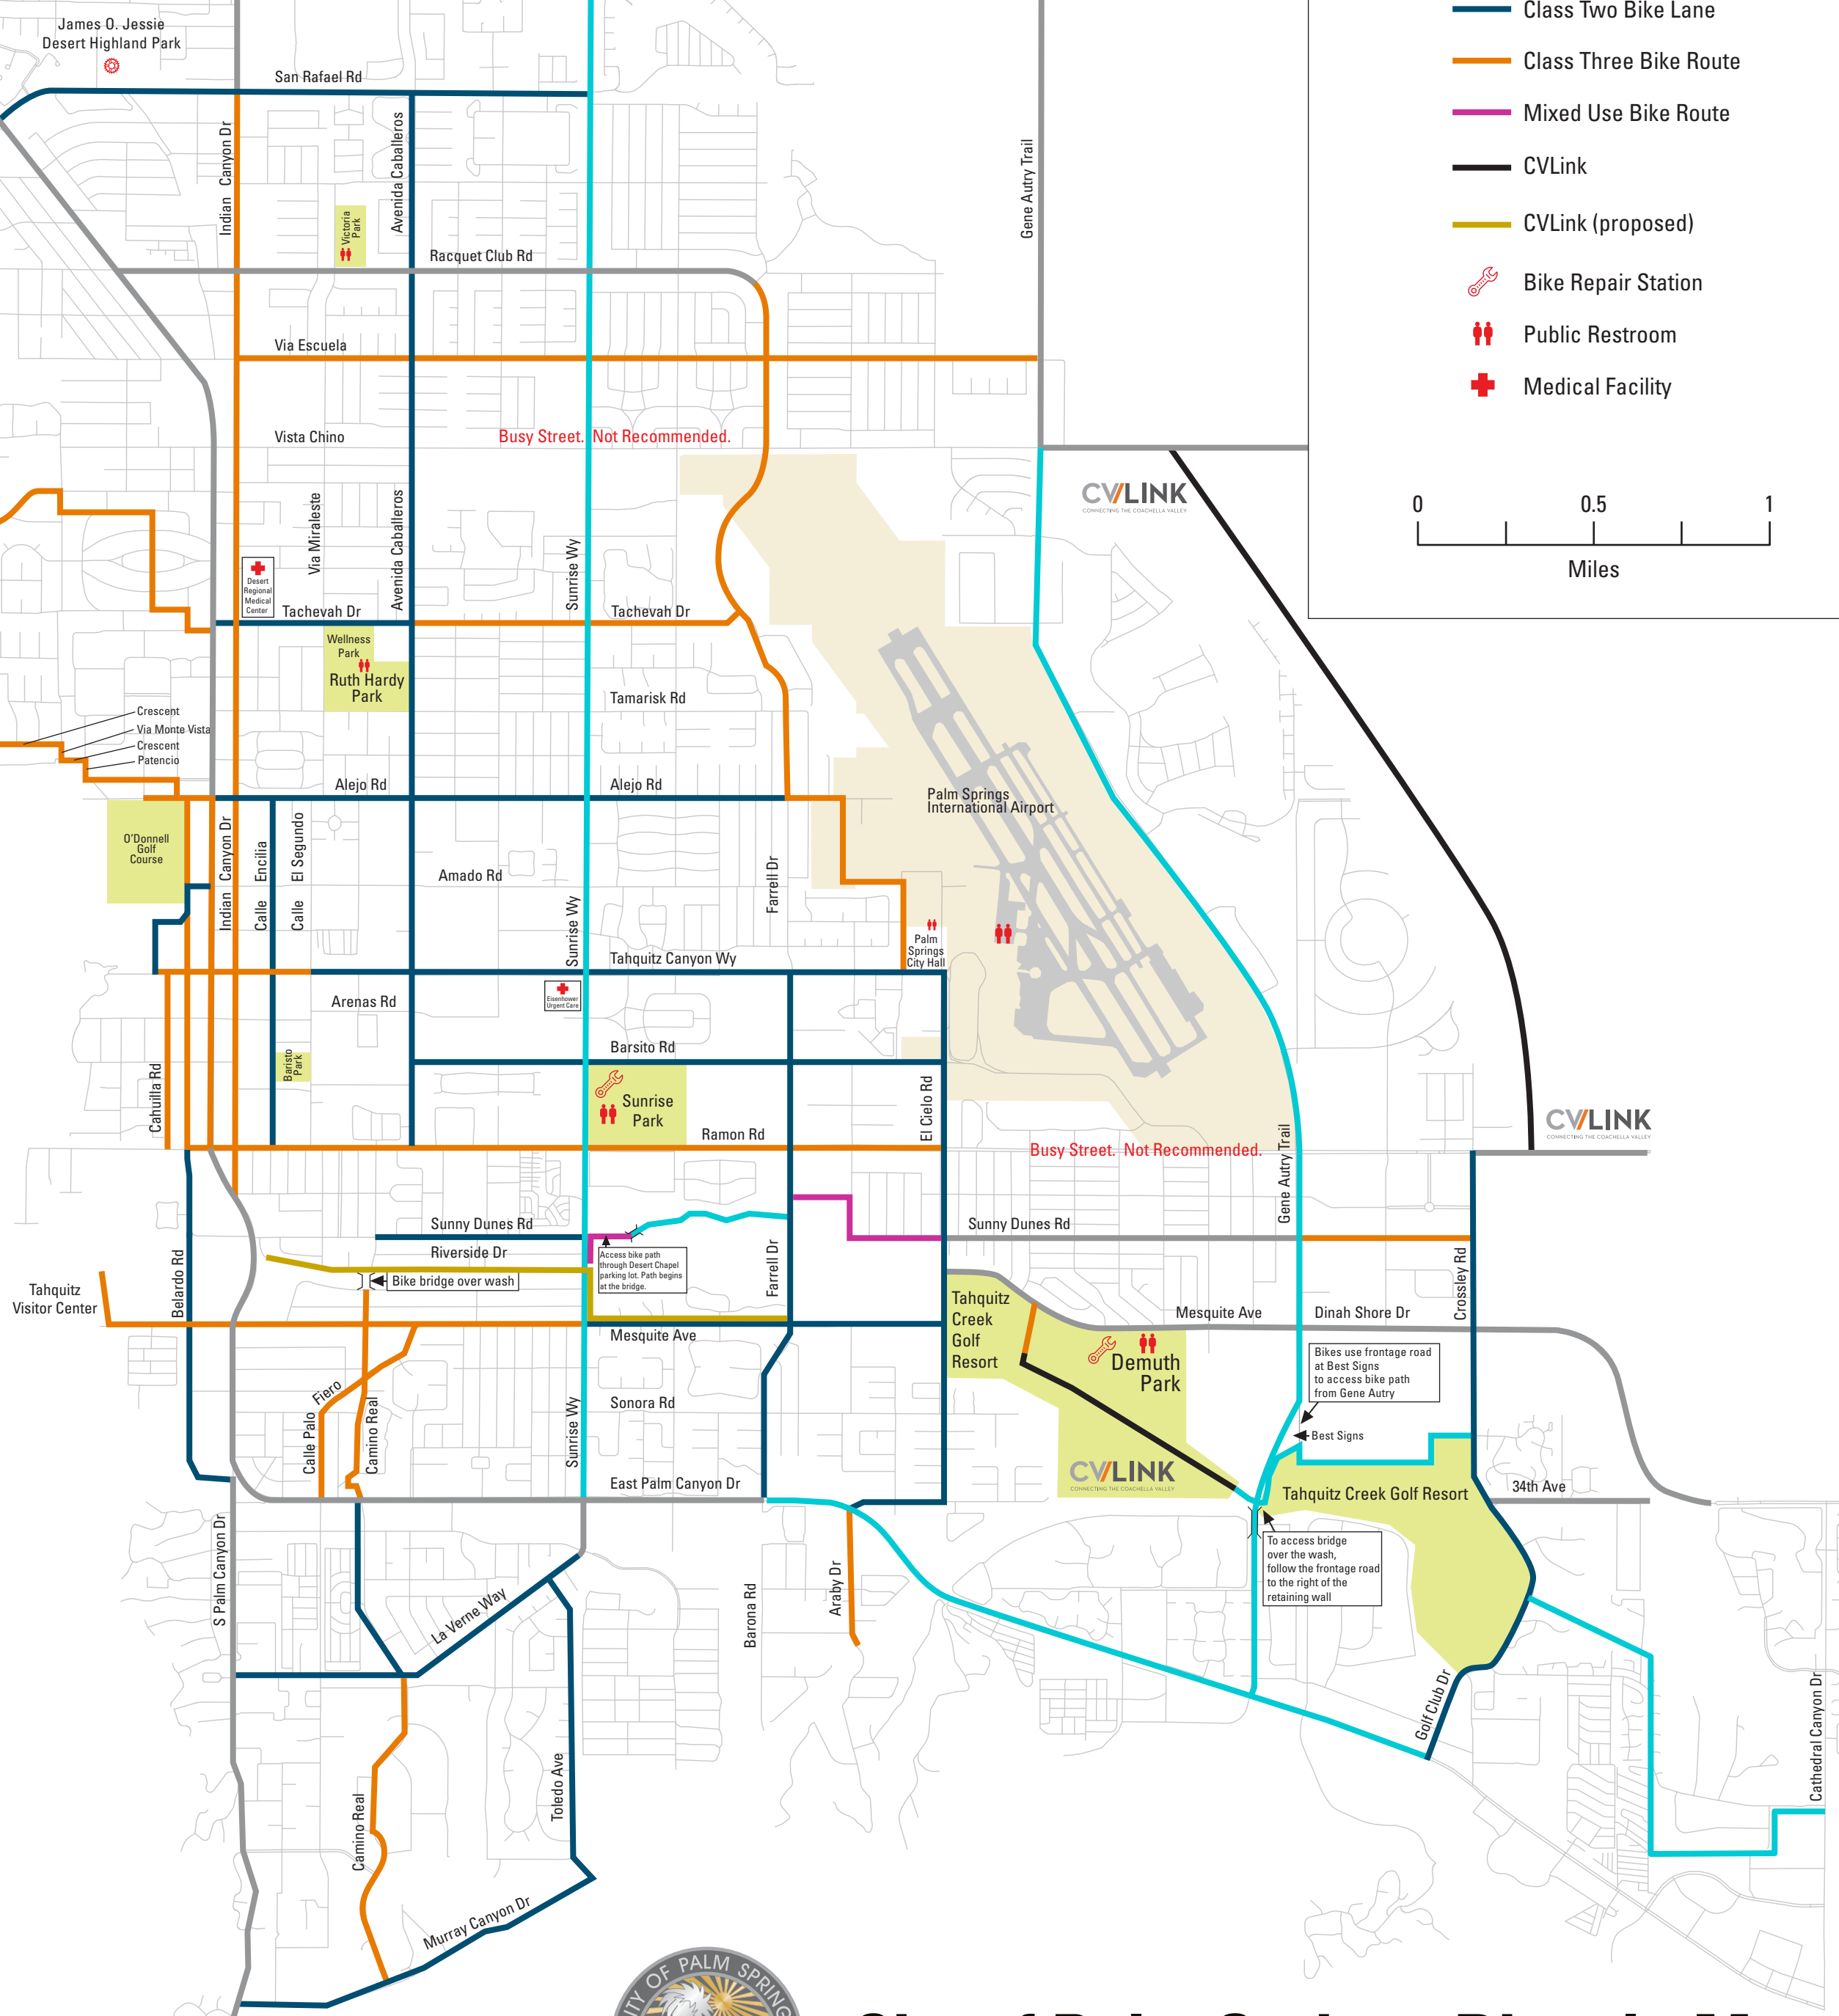 James O. Jessie
Desert Highland Park
San Rafael Rd
Indian Canyon Dr
Avenida Caballeros
Victoria
Park
Racquet Club Rd
Gene Autry Trail
Class Two Bike Lane
Class Three Bike Route
Mixed Use Bike Route
CVLink
CVLink (proposed)
Bike Repair Station
Public Restroom
Medical Facility
0 0.5 1
Miles
Via Escuela
Vista Chino
Busy Street. Not Recommended.
CV/LINK
CONNECTING THE COACHELLA VALLEY
Via Miraleste
Avenida Caballeros
Sunrise Wy
Desert
Regional
Medical
Center
Tachevah Dr
Tachevah Dr
Wellness
Park
Ruth Hardy
Park
Tamarisk Rd
Crescent
Via Monte Vista
Crescent
Patencio
Alejo Rd
Alejo Rd
Palm Springs
International Airport
O'Donnell
Golf
Course
Indian Canyon Dr
Calle Encilia
Calle El Segundo
Amado Rd
Sunrise Wy
Farrell Dr
Palm
Springs
City Hall
Tahquitz Canyon Wy
Arenas Rd
Eisenhower
Urgent Care
Barsito Rd
Baristo
Park
Cahuilla Rd
Sunrise
Park
Ramon Rd
El Cielo Rd
Busy Street. Not Recommended.
Gene Autry Trail
CV/LINK
CONNECTING THE COACHELLA VALLEY
Sunny Dunes Rd
Sunny Dunes Rd
Riverside Dr
Access bike path
through Desert Chapel
parking lot. Path begins
at the bridge.
Bike bridge over wash
Farrell Dr
Belardo Rd
Crossley Rd
Tahquitz
Visitor Center
Tahquitz
Creek
Golf
Resort
Mesquite Ave
Dinah Shore Dr
Mesquite Ave
Demuth
Park
Bikes use frontage road
at Best Signs
to access bike path
from Gene Autry
Best Signs
Fiero
Calle Palo
Camino Real
Sunrise Wy
Sonora Rd
CV/LINK
CONNECTING THE COACHELLA VALLEY
East Palm Canyon Dr
Tahquitz Creek Golf Resort
34th Ave
To access bridge
over the wash,
follow the frontage road
to the right of the
retaining wall
S Palm Canyon Dr
La Verne Way
Barona Rd
Araby Dr
Golf Club Dr
Cathedral Canyon Dr
Toledo Ave
Camino Real
Murray Canyon Dr
OF PALM SPRING